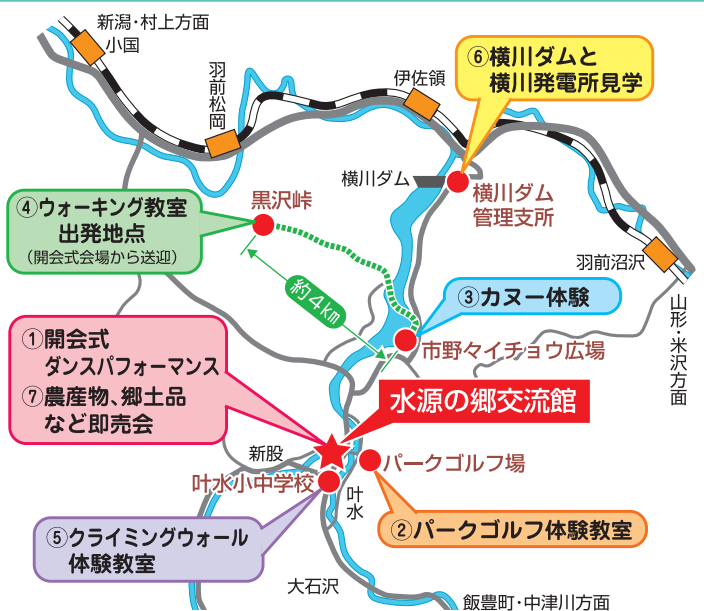 新潟・村上方面
小国
羽前松岡
伊佐領
⑥横川ダムと
横川発電所見学
横川ダム
横川ダム
管理支所
黒沢峠
④ウォーキング教室
出発地点
（開会式会場から送迎）
羽前沼沢
③カヌー体験
約4km
山形・米沢方面
①開会式
ダンスパフォーマンス
⑦農産物、郷土品
など即売会
市野々イチョウ広場
水源の郷交流館
新股
パークゴルフ場
叶水小中学校
叶水
②パークゴルフ体験教室
⑤クライミングウォール
体験教室
大石沢
飯豊町・中津川方面